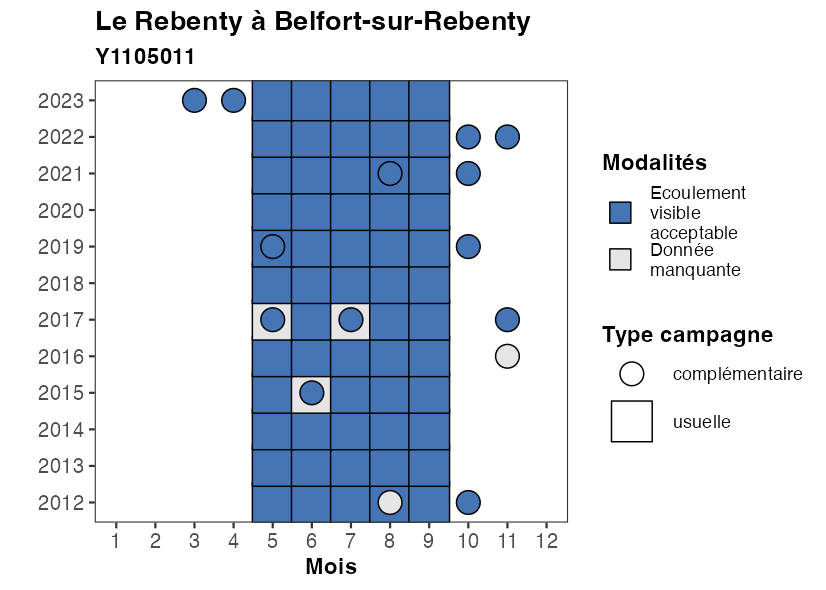 Le Rebenty à Belfort-sur-Rebenty
Y1105011
2023
2022
2021
2020
2019
2018
2017
2016
2015
2014
2013
2012
1 2 3 4 5 6 7 8 9 10 11 12
Mois
Modalités
Ecoulement
visible
acceptable
Donnée
manquante
Type campagne
complémentaire
usuelle